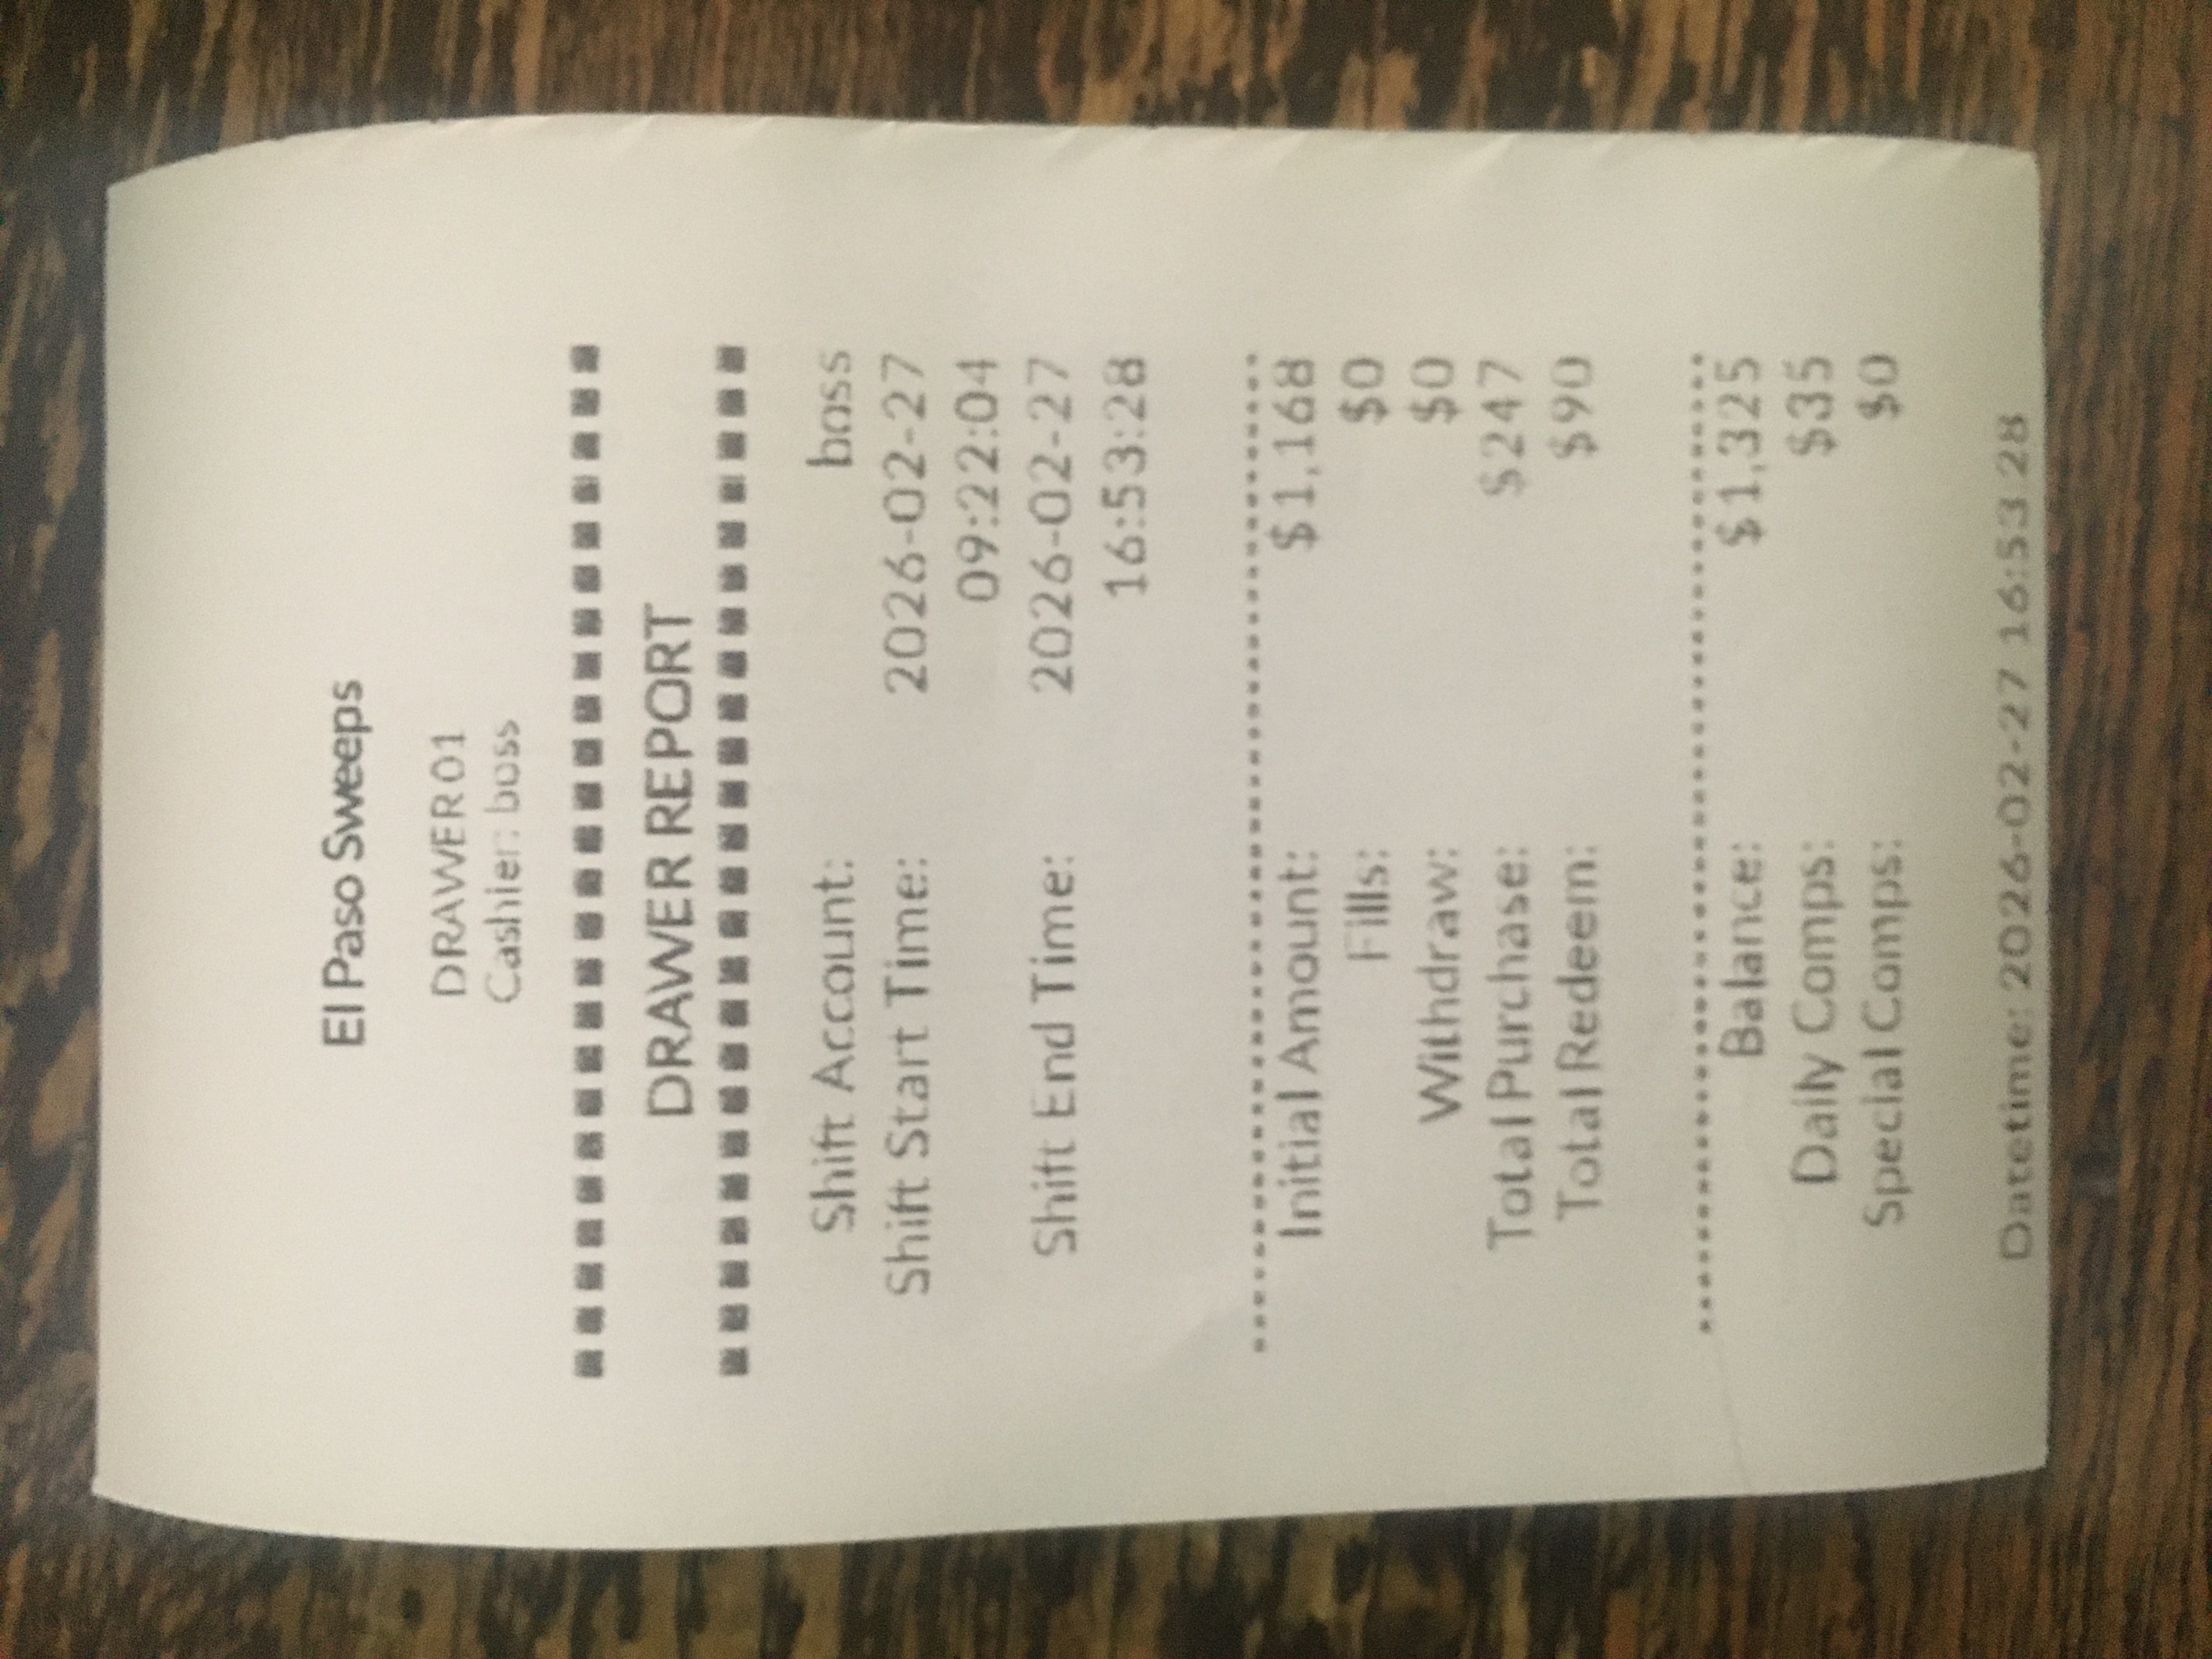 El Paso Sweeps
DRAWER01
Cashier: boss
DRAWER REPORT
Shift Account: boss
Shift Start Time: 2026-02-27
09:22:04
Shift End Time: 2026-02-27
16:53:28
Initial Amount: $1,168
Fills: $0
Withdraw: $0
Total Purchase: $247
Total Redeem: $90
Balance: $1,325
Daily Comps: $35
Special Comps: $0
Datetime: 2026-02-27 16:53:28